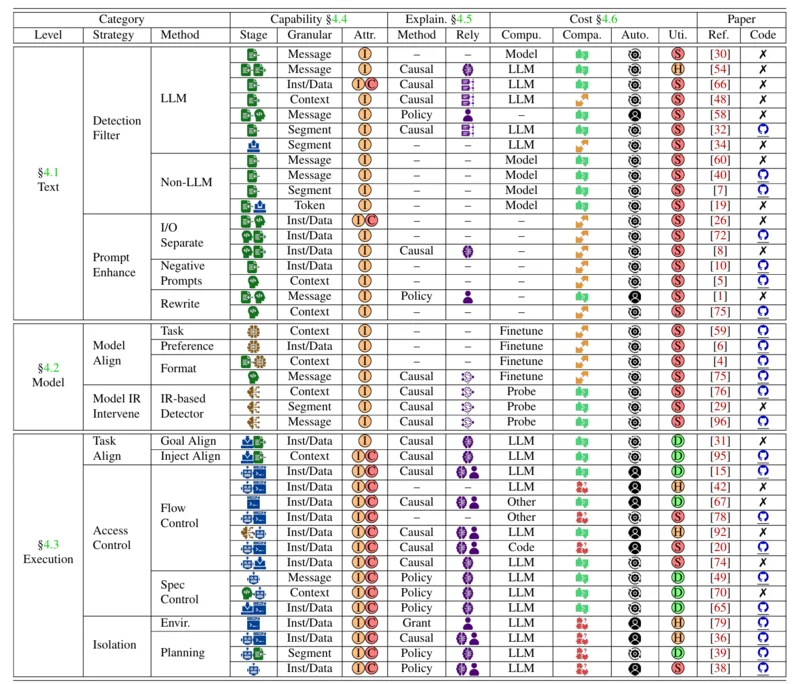 Category Capability §4.4 Explain. §4.5 Cost §4.6 Paper
Level Strategy Method Stage Granular Attr. Method Rely Compu. Compa. Auto. Uti. Ref. Code
§4.1
Text
Detection
Filter
LLM
Message I – – Model S [30] ✗
Message I Causal LLM H [54] ✗
Inst/Data I C Causal LLM S [66] ✗
Context I Causal LLM S [48] ✗
Message I Policy – S [58] ✗
Segment I Causal LLM S [32]
Segment I – – LLM S [34] ✗
Non-LLM
Message I – – Model S [60] ✗
Message I – – Model S [40]
Segment I – – Model S [7]
Token I – – Model S [19] ✗
Prompt
Enhance
I/O
Separate
Inst/Data I C – – – S [26] ✗
Inst/Data I – – – S [72]
Inst/Data I Causal – S [8] ✗
Negative
Prompts
Inst/Data I – – – S [10]
Context I – – – S [5]
Rewrite
Message I Policy – S [1] ✗
Context I – – – S [75]
§4.2
Model
Model
Align
Task Context I – – Finetune S [59]
Preference Inst/Data I – – Finetune S [6]
Format
Context I – – Finetune S [4]
Message I Causal Finetune S [75]
Model IR
Intervene
IR-based
Detector
Context I Causal Probe S [76]
Segment I Causal Probe S [29] ✗
Message I Causal Probe S [96]
§4.3
Execution
Task
Align
Goal Align Inst/Data I Causal LLM D [31] ✗
Inject Align Context I C Causal LLM D [95]
Access
Control
Flow
Control
Inst/Data I C Causal LLM D [15]
Inst/Data I C – – LLM H [42] ✗
Inst/Data I C Causal Other D [67] ✗
Inst/Data I C – – Other S [78]
Inst/Data I C Causal LLM H [92] ✗
Inst/Data I C Causal Code S [20]
Inst/Data I C Causal LLM S [74] ✗
Spec
Control
Message I C Policy LLM D [49]
Context I C Policy LLM D [70] ✗
Inst/Data I C Policy LLM D [65]
Isolation
Envir. Inst/Data I C Grant LLM H [79]
Planning
Inst/Data I C Causal LLM H [36]
Segment I C Policy LLM D [39]
Inst/Data I C Policy LLM S [38]